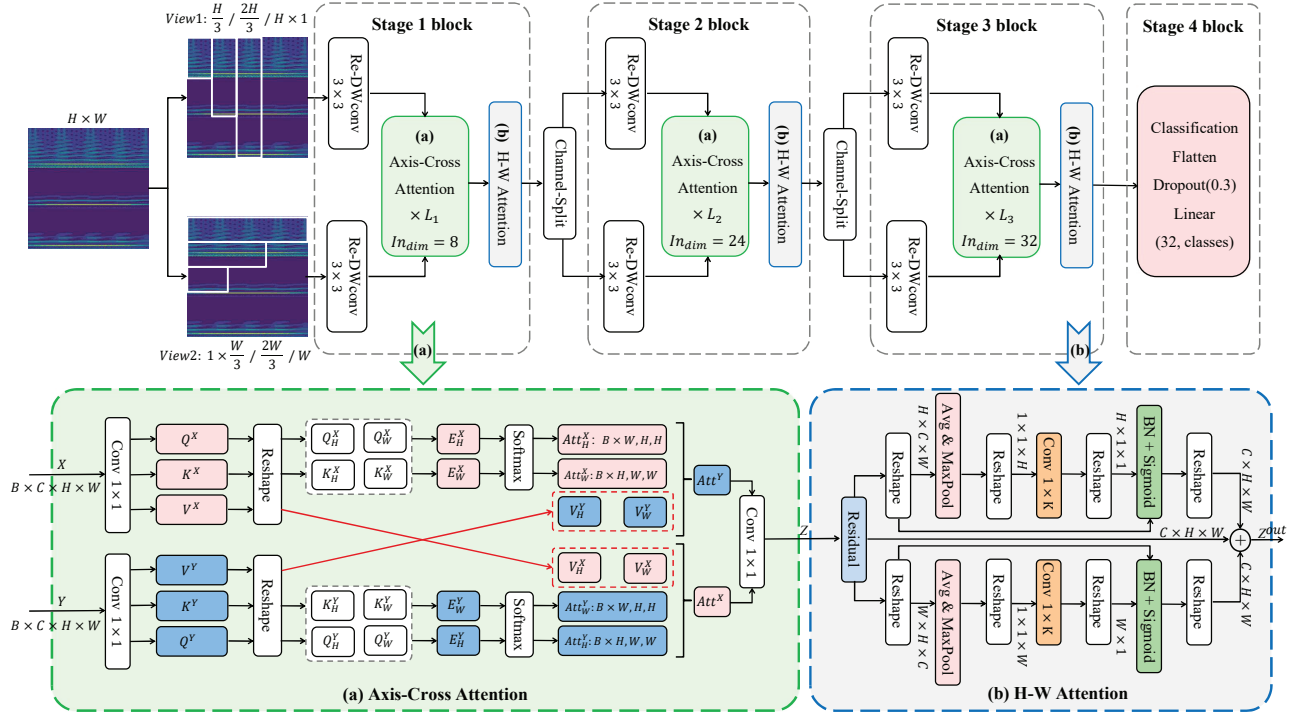 View1: H/3 / 2H/3 / H × 1
H × W
View2: 1 × W/3 / 2W/3 / W
Stage 1 block
Re-DWconv
3 × 3
(a)
Axis-Cross
Attention
× L_1
In_dim = 8
Re-DWconv
3 × 3
(b) H-W Attention
Stage 2 block
Channel-Split
Re-DWconv
3 × 3
(a)
Axis-Cross
Attention
× L_2
In_dim = 24
Re-DWconv
3 × 3
(b) H-W Attention
Stage 3 block
Channel-Split
Re-DWconv
3 × 3
(a)
Axis-Cross
Attention
× L_3
In_dim = 32
Re-DWconv
3 × 3
(b) H-W Attention
Stage 4 block
Classification
Flatten
Dropout(0.3)
Linear
(32, classes)
(a)
(b)
X
B × C × H × W
Conv 1×1
Q^X
K^X
V^X
Reshape
Q_H^X Q_W^X
K_H^X K_W^X
E_H^X
E_W^X
Softmax
Att_H^X: B × W, H, H
Att_W^X: B × H, W, W
V_H^Y V_W^Y
Att^Y
Y
B × C × H × W
Conv 1×1
V^Y
K^Y
Q^Y
Reshape
K_H^Y K_W^Y
Q_H^Y Q_W^Y
E_W^Y
E_H^Y
Softmax
V_H^X V_W^X
Att_W^Y: B × W, H, H
Att_H^Y: B × H, W, W
Att^X
Conv 1×1
Z
(a) Axis-Cross Attention
Residual
Reshape
H × C × W
Avg & MaxPool
Reshape
1 × 1 × H
Conv 1×K
Reshape
H × 1 × 1
BN + Sigmoid
Reshape
C × H × W
C × H × W
+
Z^out
Reshape
W × H × C
Avg & MaxPool
Reshape
1 × 1 × W
Conv 1×K
Reshape
W × 1
BN + Sigmoid
Reshape
C × H × W
(b) H-W Attention